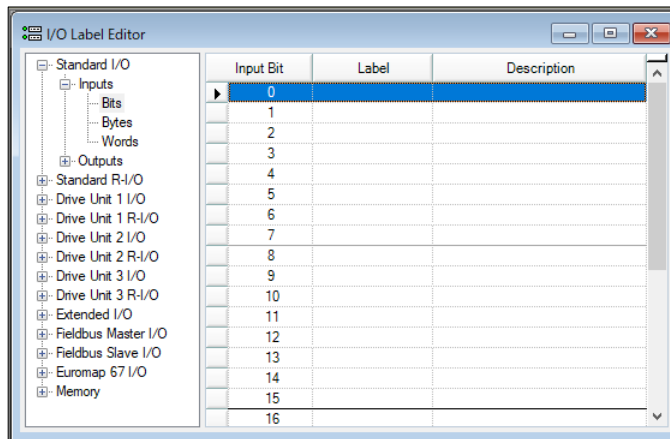 I/O Label Editor
Standard I/O
Inputs
Bits
Bytes
Words
Outputs
Standard R-I/O
Drive Unit 1 I/O
Drive Unit 1 R-I/O
Drive Unit 2 I/O
Drive Unit 2 R-I/O
Drive Unit 3 I/O
Drive Unit 3 R-I/O
Extended I/O
Fieldbus Master I/O
Fieldbus Slave I/O
Euromap 67 I/O
Memory
Input Bit Label Description
0
1
2
3
4
5
6
7
8
9
10
11
12
13
14
15
16